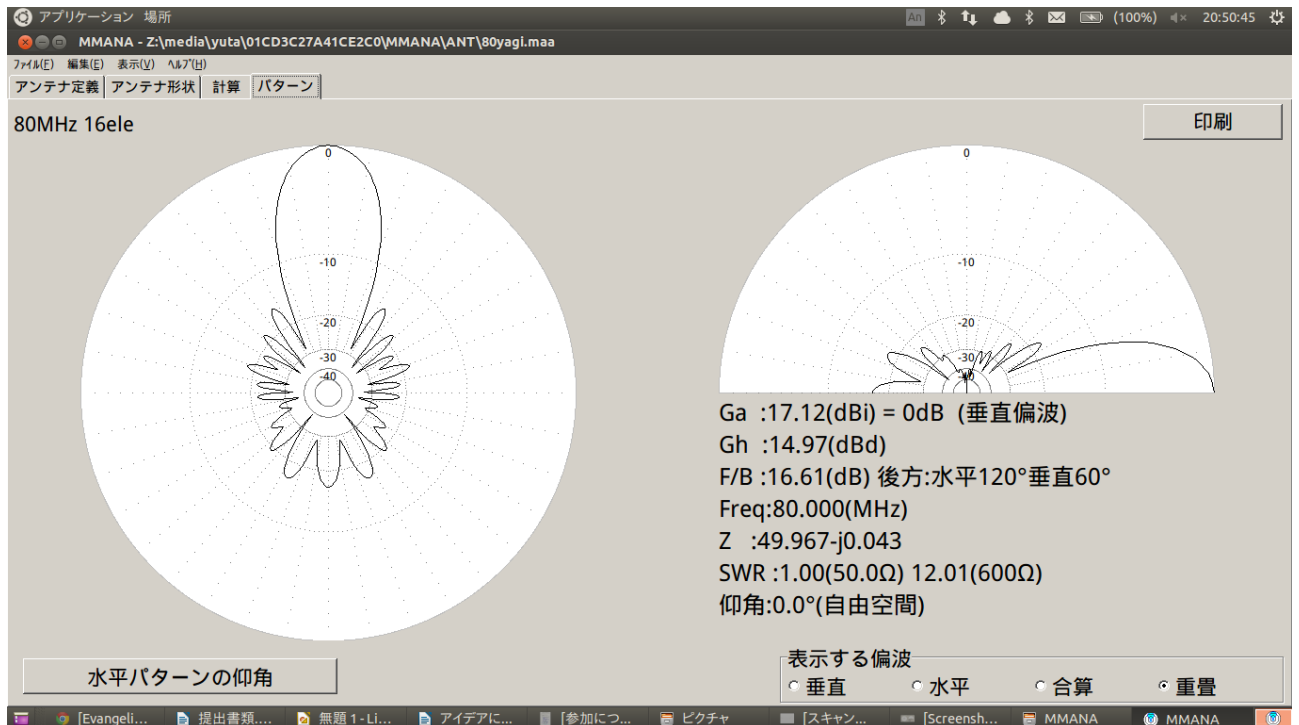 アプリケーション 場所
An (100%) 20:50:45
MMANA - Z:\media\yuta\01CD3C27A41CE2C0\MMANA\ANT\80yagi.maa
ファイル(F) 編集(E) 表示(V) ヘルプ(H)
アンテナ定義 アンテナ形状 計算 パターン
80MHz 16ele
印刷
0
-10
-20
-30
-40
0
-10
-20
-30
-40
Ga :17.12(dBi) = 0dB (垂直偏波)
Gh :14.97(dBd)
F/B :16.61(dB) 後方:水平120°垂直60°
Freq:80.000(MHz)
Z :49.967-j0.043
SWR :1.00(50.0Ω) 12.01(600Ω)
仰角:0.0°(自由空間)
水平パターンの仰角
表示する偏波
垂直 水平 合算 重畳
[Evangeli... 提出書類.... 無題 1 - Li... アイデアに... [参加につ... ピクチャ [スキャン... [Screensh... MMANA MMANA